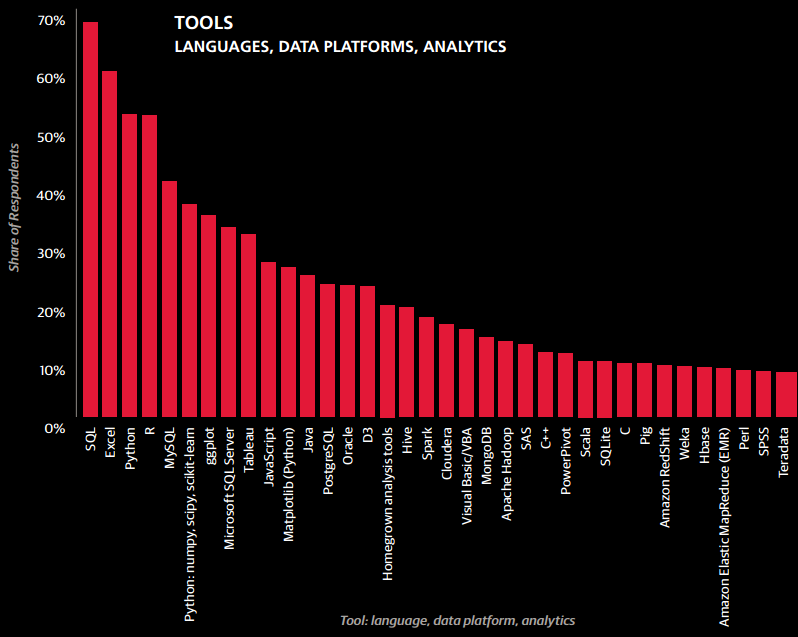 TOOLS
LANGUAGES, DATA PLATFORMS, ANALYTICS
Share of Respondents
70%
60%
50%
40%
30%
20%
10%
0%
SQL
Excel
Python
R
MySQL
Python: numpy, scipy, scikit-learn
ggplot
Microsoft SQL Server
Tableau
JavaScript
Matplotlib (Python)
Java
PostgreSQL
Oracle
D3
Homegrown analysis tools
Hive
Spark
Cloudera
Visual Basic/VBA
MongoDB
Apache Hadoop
SAS
C++
PowerPivot
Scala
SQLite
C
Pig
Amazon RedShift
Weka
Hbase
Amazon Elastic MapReduce (EMR)
Perl
SPSS
Teradata
Tool: language, data platform, analytics